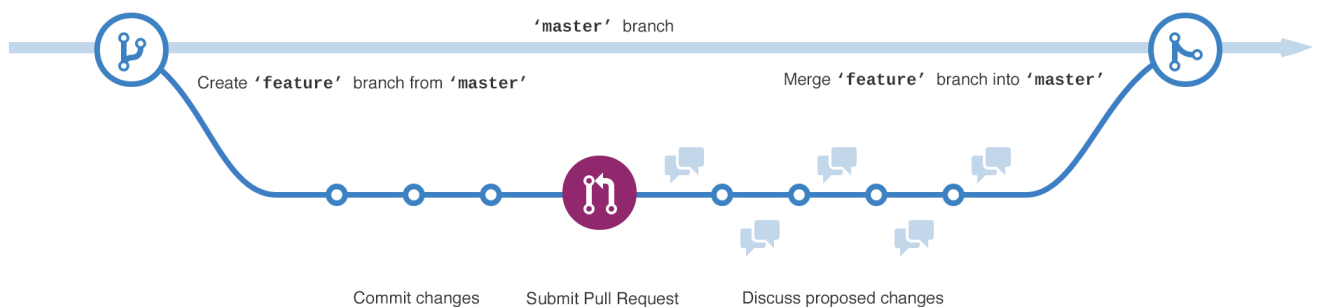 ‘master’ branch
Create ‘feature’ branch from ‘master’
Merge ‘feature’ branch into ‘master’
Commit changes
Submit Pull Request
Discuss proposed changes